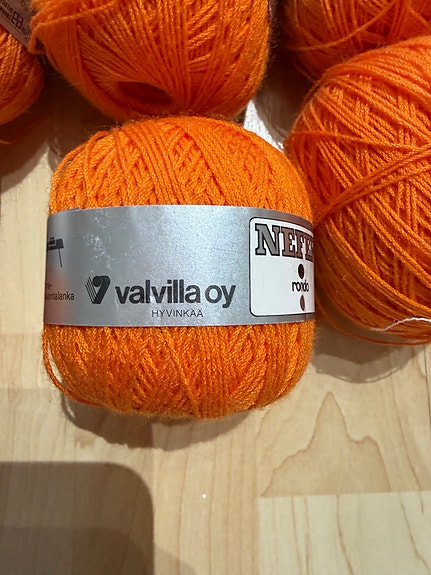 valvilla oy
HYVINKAA
NEFE
rondo